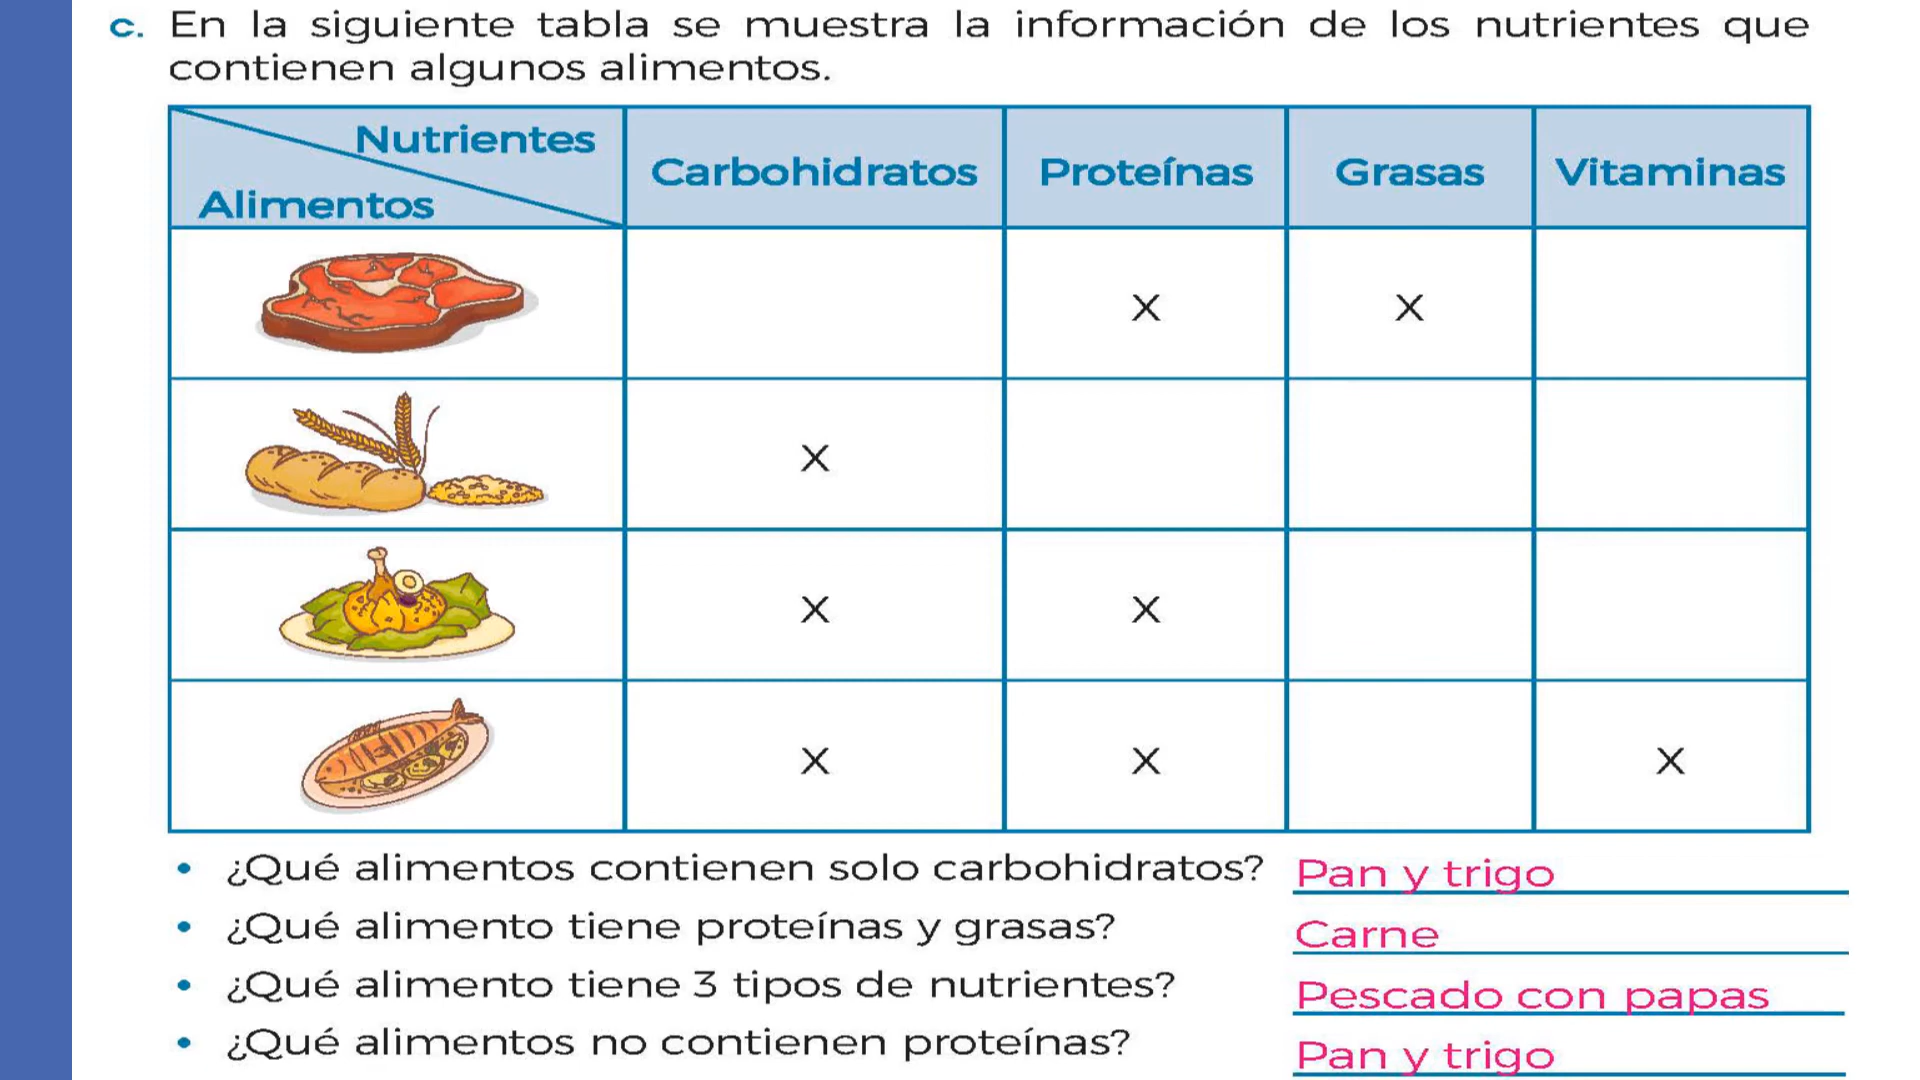 c. En la siguiente tabla se muestra la información de los nutrientes que
contienen algunos alimentos.
Nutrientes
Alimentos
Carbohidratos
Proteínas
Grasas
Vitaminas
X X
X
X X
X X X
• ¿Qué alimentos contienen solo carbohidratos? Pan y trigo
• ¿Qué alimento tiene proteínas y grasas? Carne
• ¿Qué alimento tiene 3 tipos de nutrientes? Pescado con papas
• ¿Qué alimentos no contienen proteínas? Pan y trigo